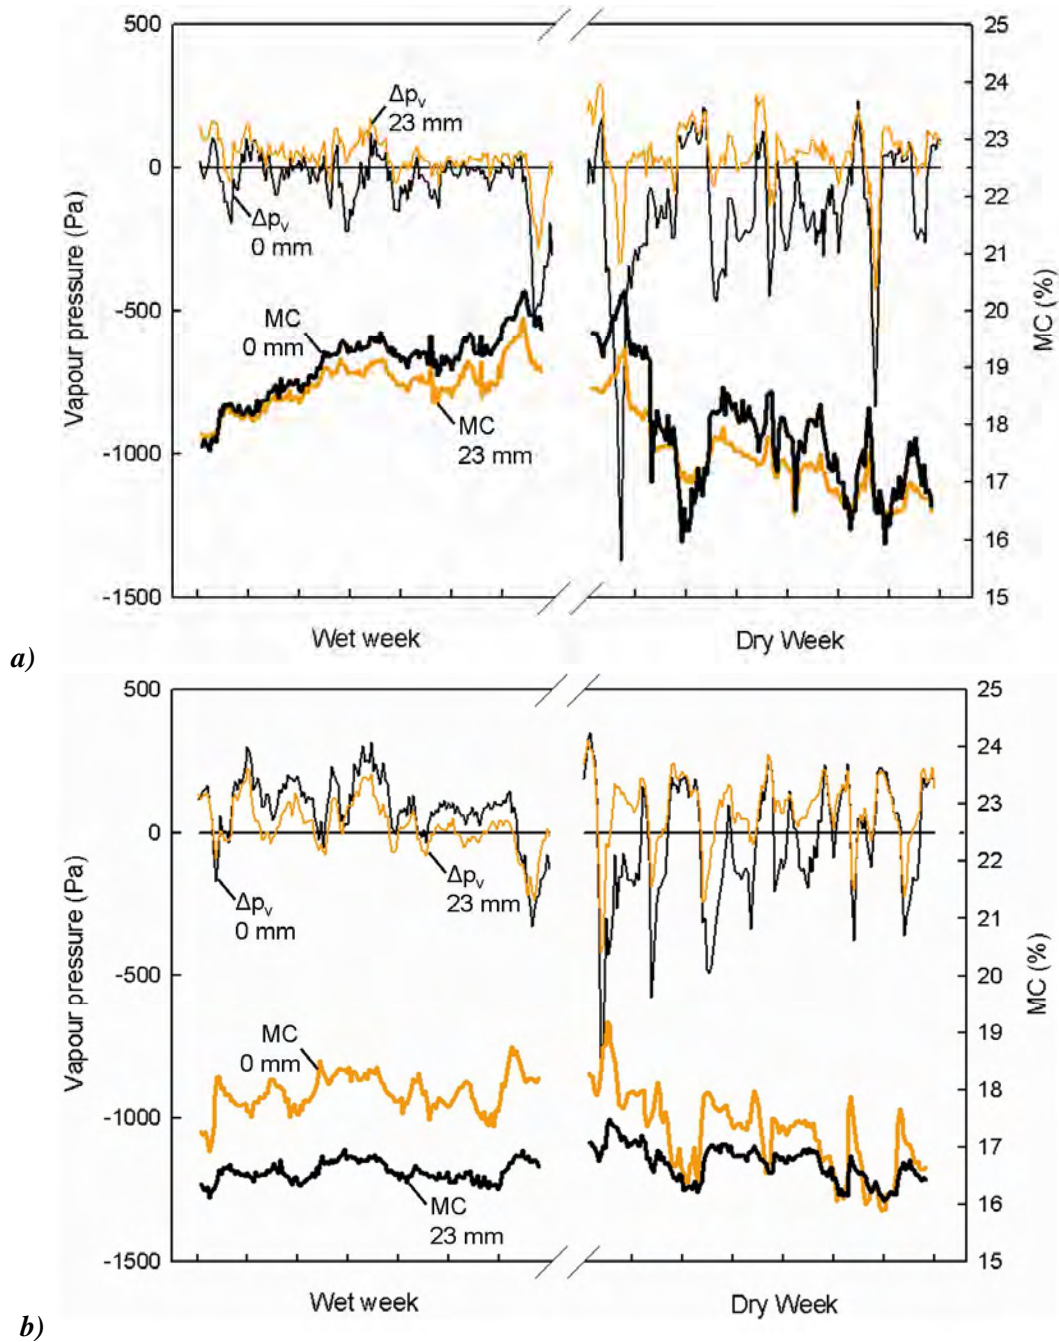 500
25
24
Δpv
23 mm
23
0
22
Δpv
0 mm
21
Vapour pressure (Pa)
MC (%)
-500
20
MC
0 mm
19
18
MC
23 mm
-1000
17
16
-1500
15
Wet week
Dry Week
a)
500
25
24
23
0
22
Δpv
0 mm
Δpv
23 mm
21
Vapour pressure (Pa)
MC (%)
-500
20
MC
0 mm
19
18
-1000
17
MC
23 mm
16
-1500
15
Wet week
Dry Week
b)